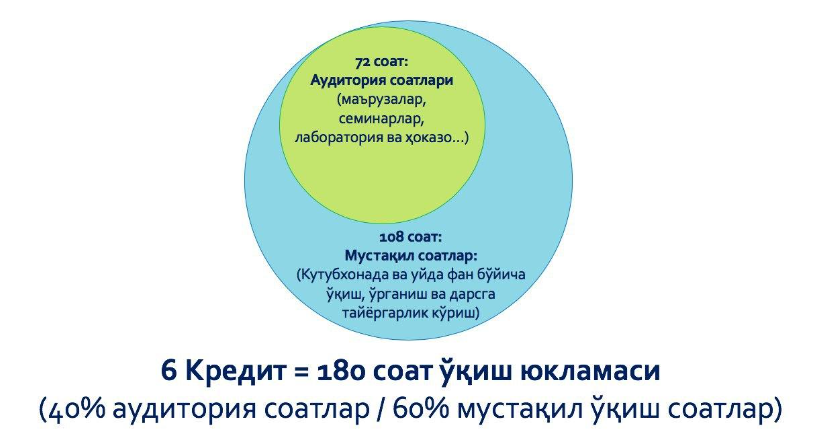 72 соат:
Аудитория соатлари
(маърузалар,
семинарлар,
лаборатория ва ҳоказо...)
108 соат:
Мустақил соатлар:
(Кутубхонада ва уйда фан бўйича
ўқиш, ўрганиш ва дарсга
тайёргарлик кўриш)
6 Кредит = 180 соат ўқиш юкламаси
(40% аудитория соатлар / 60% мустақил ўқиш соатлар)